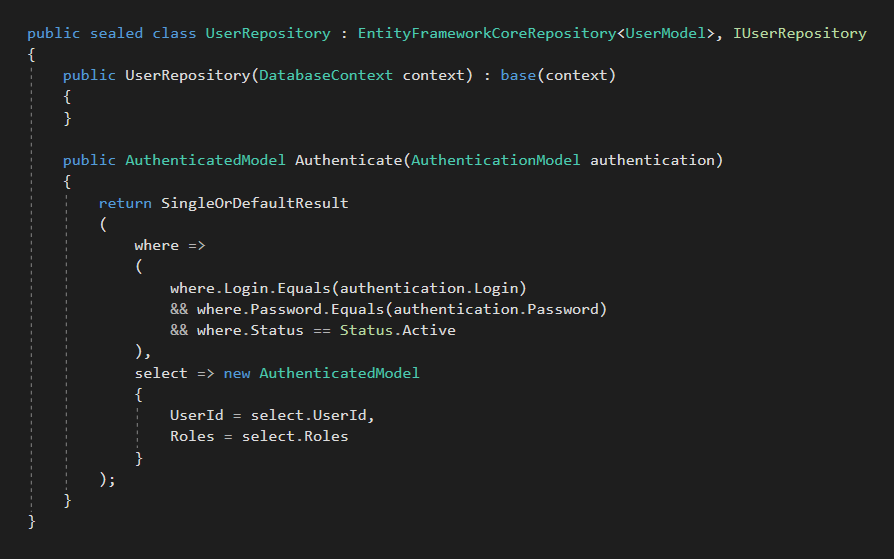 public sealed class UserRepository : EntityFrameworkCoreRepository<UserModel>, IUserRepository
{
    public UserRepository(DatabaseContext context) : base(context)
    {
    }

    public AuthenticatedModel Authenticate(AuthenticationModel authentication)
    {
        return SingleOrDefaultResult
        (
            where =>
            (
                where.Login.Equals(authentication.Login)
                && where.Password.Equals(authentication.Password)
                && where.Status == Status.Active
            ),
            select => new AuthenticatedModel
            {
                UserId = select.UserId,
                Roles = select.Roles
            }
        );
    }
}